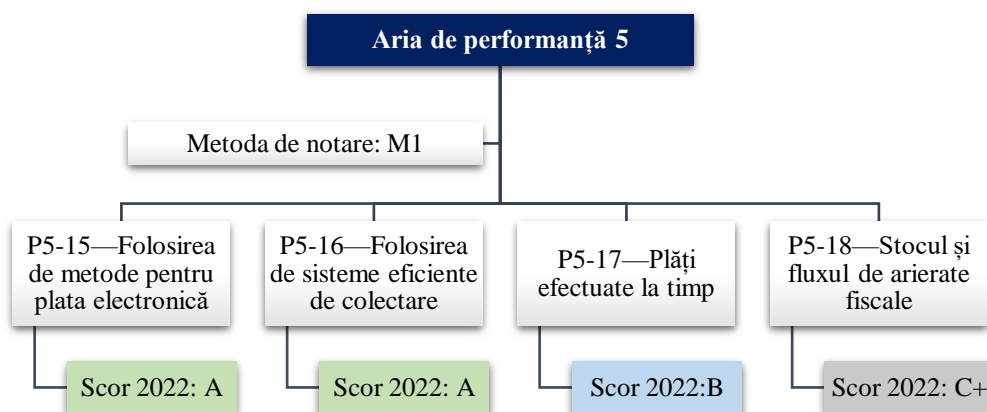 Aria de performanță 5
Metoda de notare: M1
P5-15—Folosirea
de metode pentru
plata electronică
P5-16—Folosirea
de sisteme eficiente
de colectare
P5-17—Plăți
efectuate la timp
P5-18—Stocul și
fluxul de arierate
fiscale
Scor 2022: A
Scor 2022: A
Scor 2022:B
Scor 2022: C+